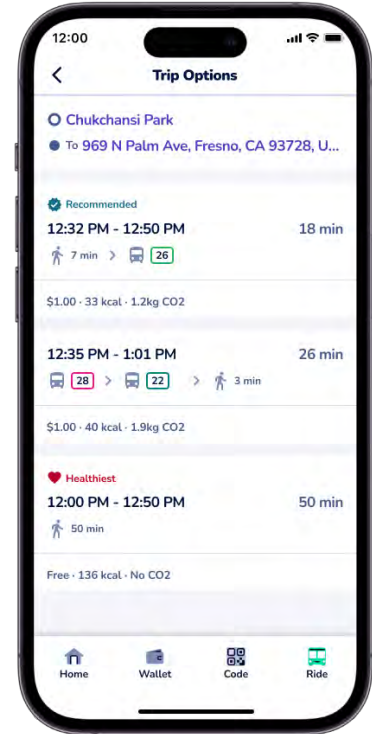 12:00
Trip Options
Chukchansi Park
To 969 N Palm Ave, Fresno, CA 93728, U...
Recommended
12:32 PM - 12:50 PM 18 min
7 min > 26
$1.00 · 33 kcal · 1.2kg CO2
12:35 PM - 1:01 PM 26 min
28 > 22 > 3 min
$1.00 · 40 kcal · 1.9kg CO2
Healthiest
12:00 PM - 12:50 PM 50 min
50 min
Free · 136 kcal · No CO2
Home Wallet Code Ride